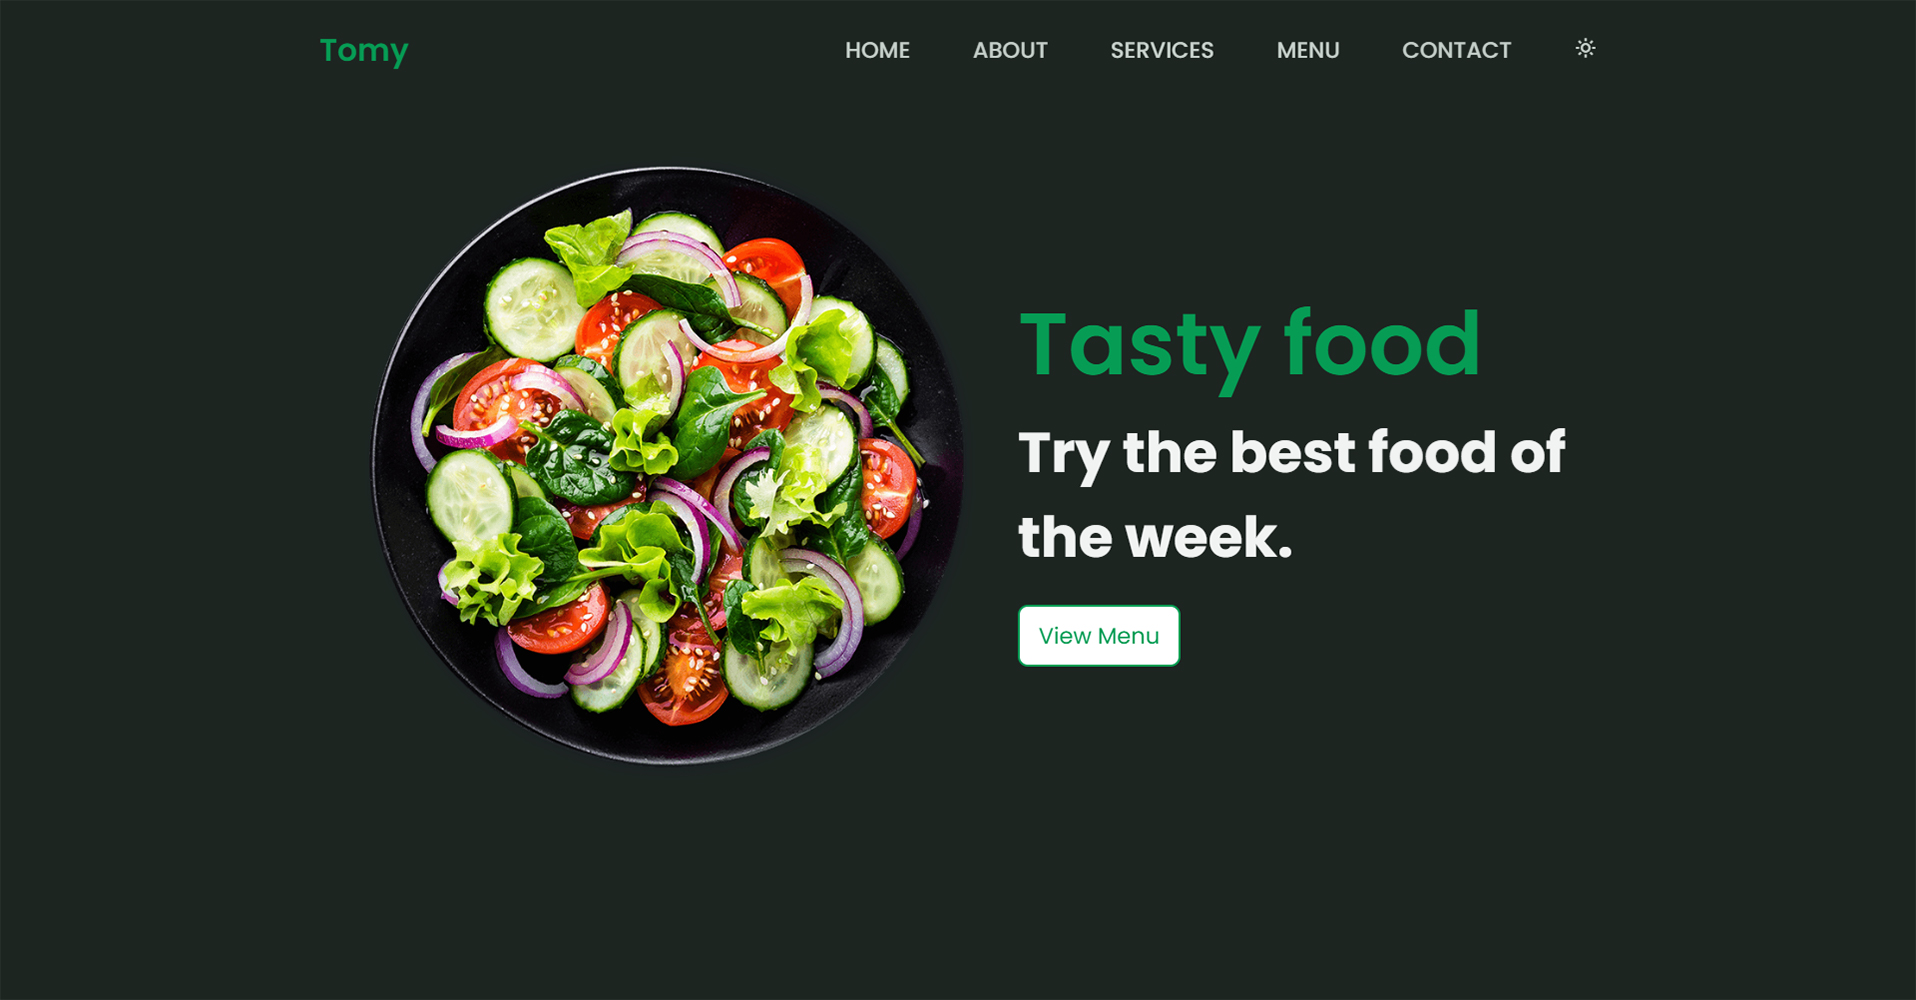 Tomy
HOME
ABOUT
SERVICES
MENU
CONTACT
Tasty food
Try the best food of
the week.
View Menu